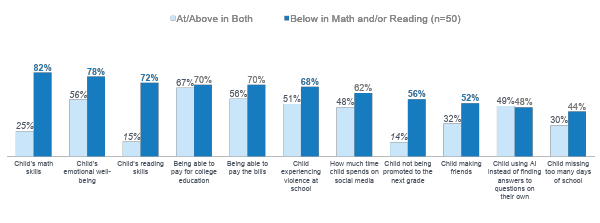 At/Above in Both
Below in Math and/or Reading (n=50)
25% 82%
56% 78%
15% 72%
67% 70%
56% 70%
51% 68%
48% 62%
14% 56%
32% 52%
49% 48%
30% 44%
Child's math skills
Child's emotional well-being
Child's reading skills
Being able to pay for college education
Being able to pay the bills
Child experiencing violence at school
How much time child spends on social media
Child not being promoted to the next grade
Child making friends
Child using AI instead of finding answers to questions on their own
Child missing too many days of school